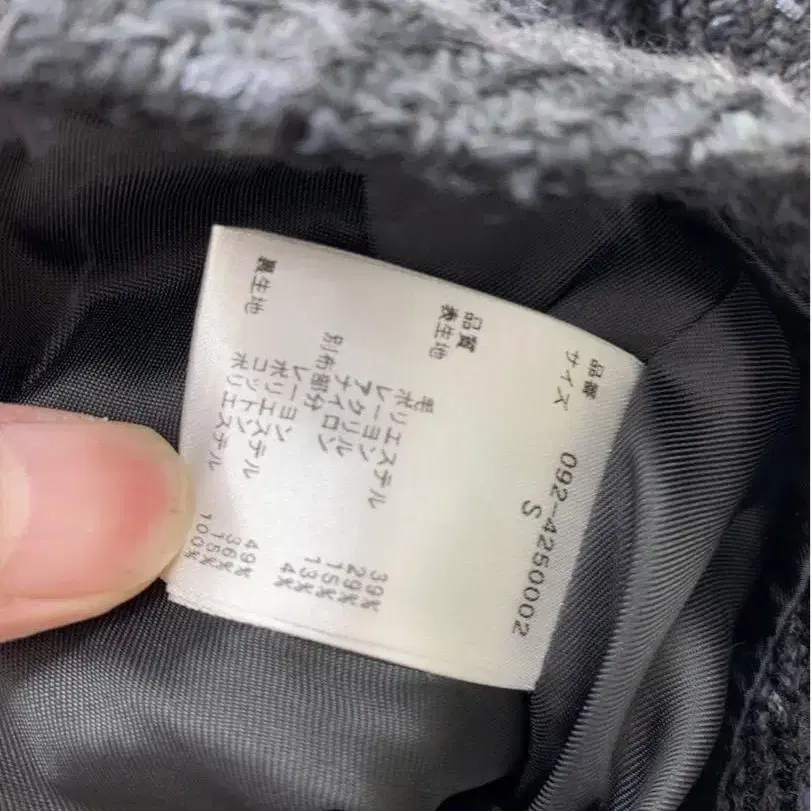 品番 092-4250002
サイズ S
品質
表生地 毛 39%
ポリエステル 29%
レーヨン 15%
アクリル 13%
ナイロン 4%
別布部分
レーヨン 49%
ポリエステル 36%
コットン 15%
裏生地 ポリエステル 100%